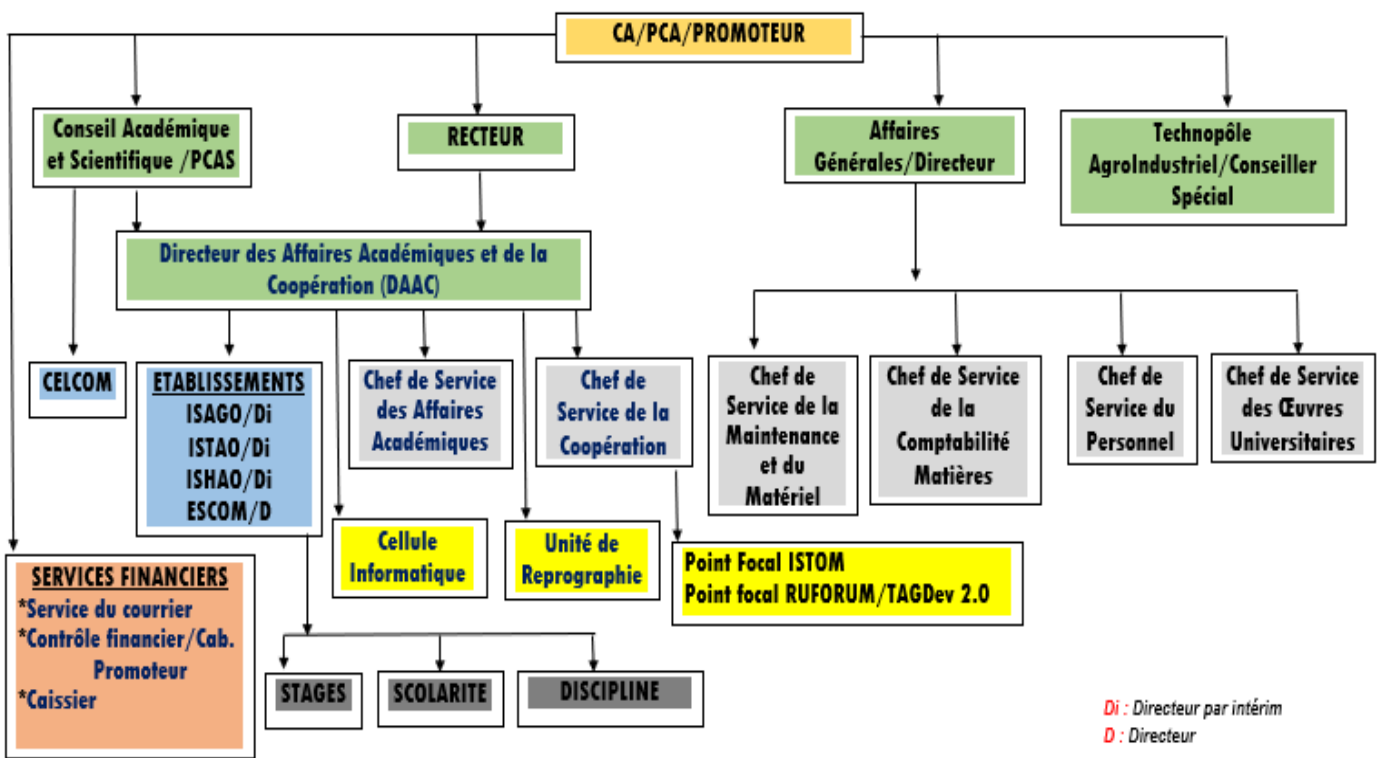 CA/PCA/PROMOTEUR
Conseil Académique
et Scientifique /PCAS
RECTEUR
Affaires
Générales/Directeur
Technopôle
AgroIndustriel/Conseiller
Spécial
Directeur des Affaires Académiques et de la
Coopération (DAAC)
CELCOM
ETABLISSEMENTS
ISAGO/Di
ISTAO/Di
ISHAO/Di
ESCOM/D
Chef de Service
des Affaires
Académiques
Chef de
Service de la
Coopération
Chef de
Service de la
Maintenance
et du
Matériel
Chef de Service
de la
Comptabilité
Matières
Chef de
Service du
Personnel
Chef de Service
des Œuvres
Universitaires
Cellule
Informatique
Unité de
Reprographie
Point Focal ISTOM
Point focal RUFORUM/TAGDev 2.0
SERVICES FINANCIERS
*Service du courrier
*Contrôle financier/Cab.
Promoteur
*Caissier
STAGES
SCOLARITE
DISCIPLINE
Di : Directeur par intérim
D : Directeur